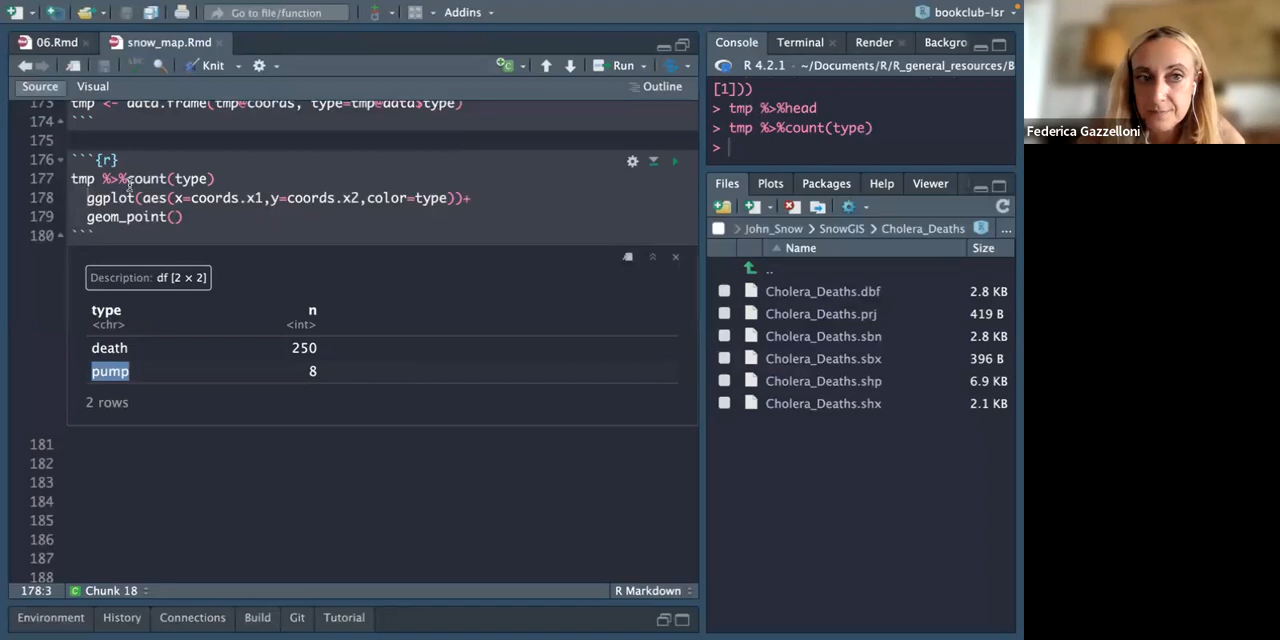 Go to file/function
Addins
bookclub-lsr
06.Rmd
snow_map.Rmd
Knit
Run
Source
Visual
Outline
173
tmp <- data.frame(tmp@coords, type=tmp@data$type)
174
```
175
176
```{r}
177
tmp %>%count(type)
178
ggplot(aes(x=coords.x1,y=coords.x2,color=type))+
179
geom_point()
180
```
Description: df [2 × 2]
type
n
<chr>
<int>
death
250
pump
8
2 rows
181
182
183
184
185
186
187
188
178:3
Chunk 18
R Markdown
Environment
History
Connections
Build
Git
Tutorial
Console
Terminal
Render
Backgro
R 4.2.1 · ~/Documents/R/R_general_resources/B
[1]))
> tmp %>%head
> tmp %>%count(type)
>
Files
Plots
Packages
Help
Viewer
John_Snow
SnowGIS
Cholera_Deaths
...
Name
Size
..
Cholera_Deaths.dbf
2.8 KB
Cholera_Deaths.prj
419 B
Cholera_Deaths.sbn
2.8 KB
Cholera_Deaths.sbx
396 B
Cholera_Deaths.shp
6.9 KB
Cholera_Deaths.shx
2.1 KB
Federica Gazzelloni